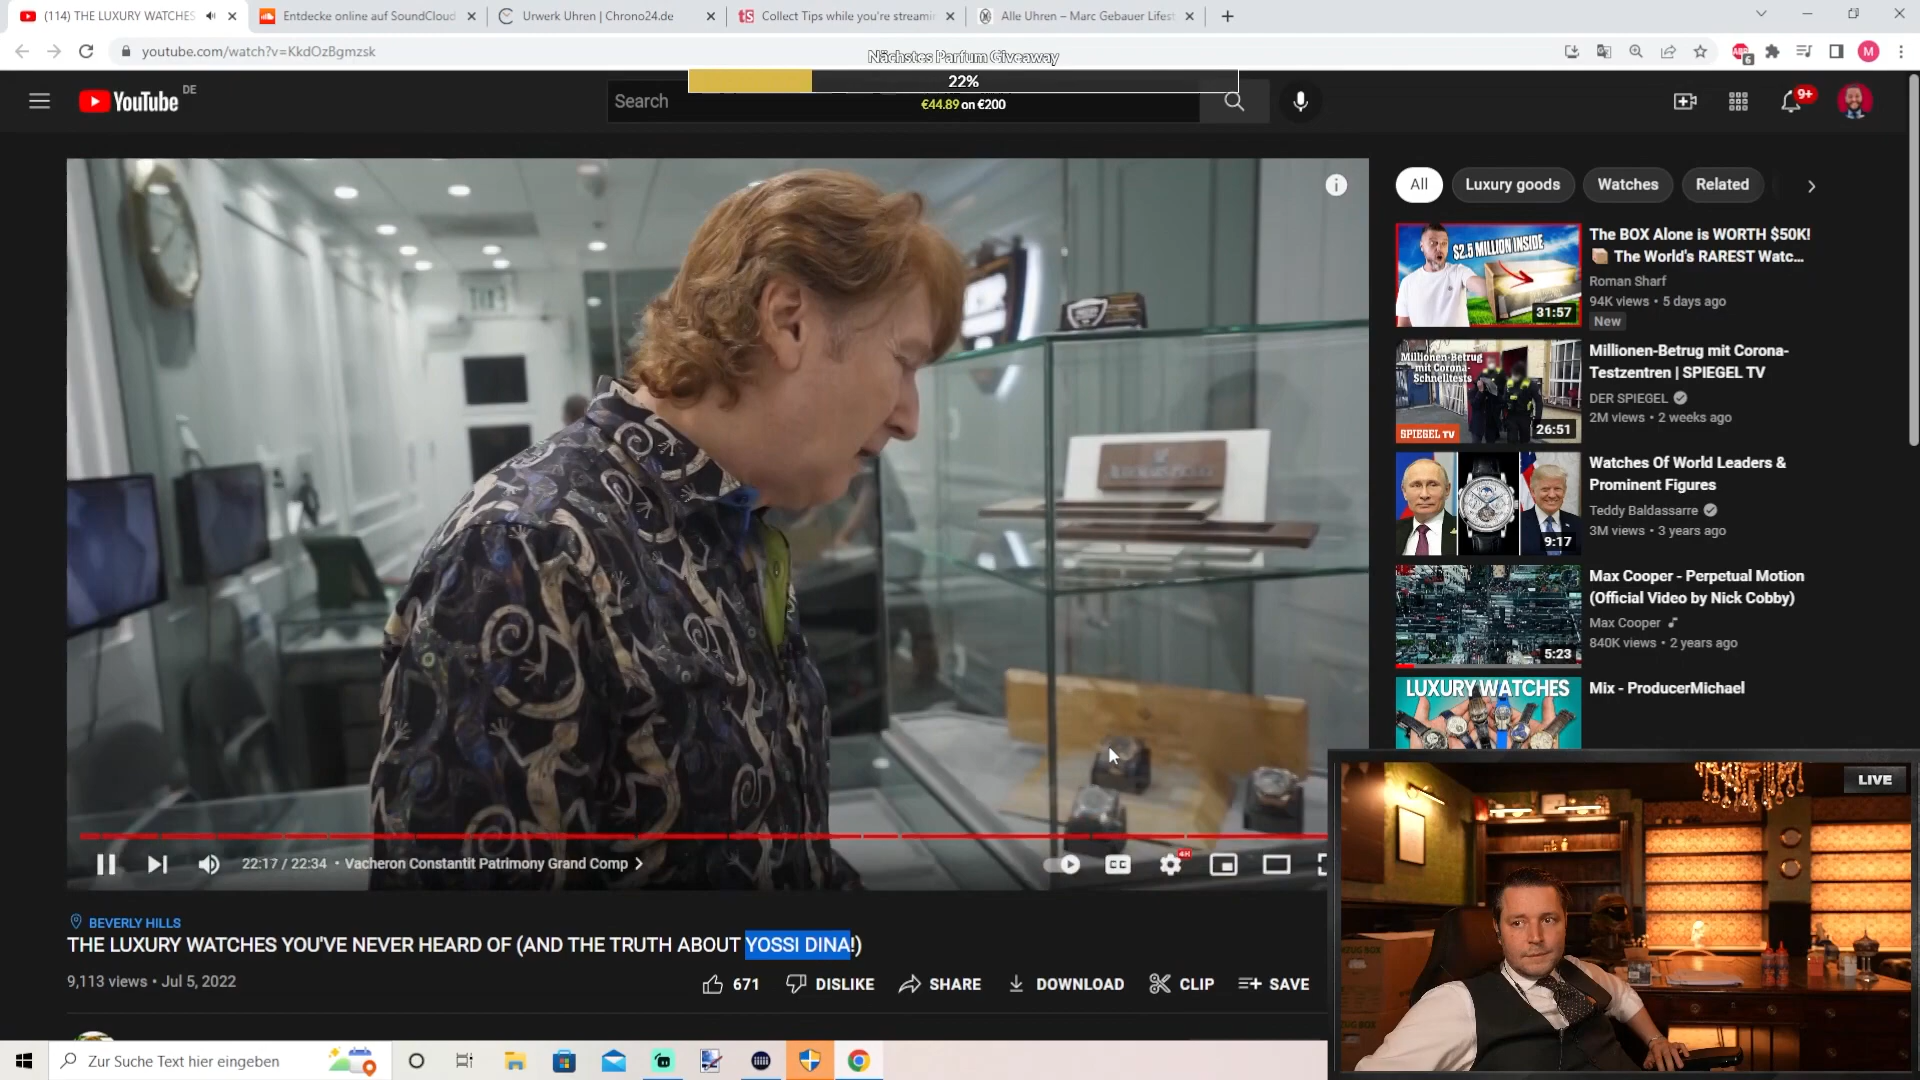 (114) THE LUXURY WATCHES
Entdecke online auf SoundCloud
Urwerk Uhren | Chrono24.de
Collect Tips while you're streamin
Alle Uhren – Marc Gebauer Lifest
youtube.com/watch?v=KkdOzBgmzsk
6
M
Nächstes Parfum Giveaway
22%
€44.89 on €200
YouTube DE
Search
9+
All
Luxury goods
Watches
Related
$2.5 MILLION INSIDE
31:57
The BOX Alone is WORTH $50K!
The World's RAREST Watc...
Roman Sharf
94K views • 5 days ago
New
Millionen-Betrug mit Corona-Schnelltests
SPIEGEL TV
26:51
Millionen-Betrug mit Corona-
Testzentren | SPIEGEL TV
DER SPIEGEL
2M views • 2 weeks ago
9:17
Watches Of World Leaders &
Prominent Figures
Teddy Baldassarre
3M views • 3 years ago
5:23
Max Cooper - Perpetual Motion
(Official Video by Nick Cobby)
Max Cooper
840K views • 2 years ago
LUXURY WATCHES
Mix - ProducerMichael
22:17 / 22:34 • Vacheron Constantit Patrimony Grand Comp
CC
4K
LIVE
BEVERLY HILLS
THE LUXURY WATCHES YOU'VE NEVER HEARD OF (AND THE TRUTH ABOUT YOSSI DINA!)
9,113 views • Jul 5, 2022
671
DISLIKE
SHARE
DOWNLOAD
CLIP
SAVE
Zur Suche Text hier eingeben